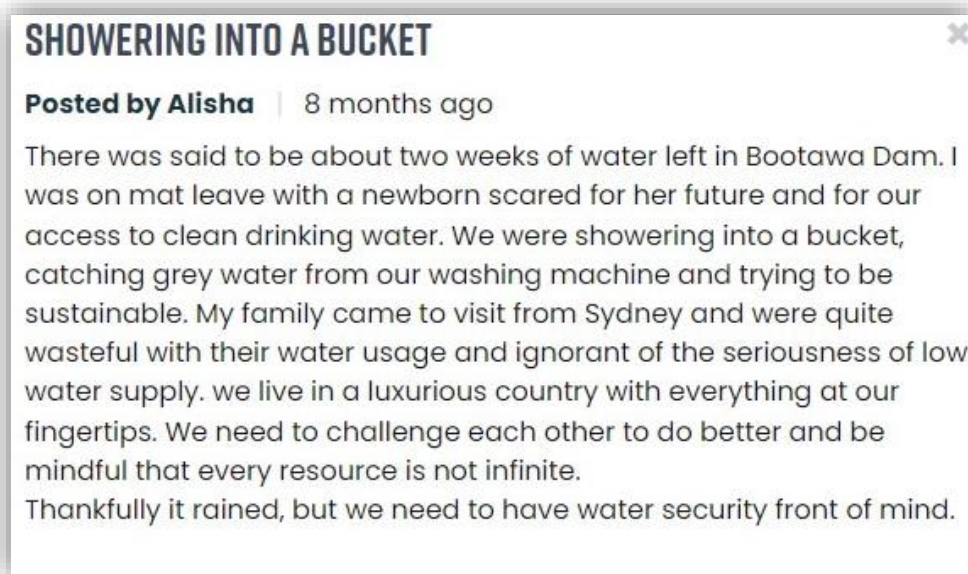 SHOWERING INTO A BUCKET
Posted by Alisha | 8 months ago
There was said to be about two weeks of water left in Bootawa Dam. I
was on mat leave with a newborn scared for her future and for our
access to clean drinking water. We were showering into a bucket,
catching grey water from our washing machine and trying to be
sustainable. My family came to visit from Sydney and were quite
wasteful with their water usage and ignorant of the seriousness of low
water supply. we live in a luxurious country with everything at our
fingertips. We need to challenge each other to do better and be
mindful that every resource is not infinite.
Thankfully it rained, but we need to have water security front of mind.